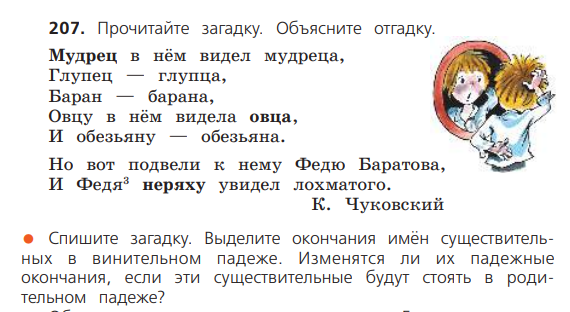 207. Прочитайте загадку. Объясните отгадку.
Мудрец в нём видел мудреца,
Глупец — глупца,
Баран — барана,
Овцу в нём видела овца,
И обезьяну — обезьяна.
Но вот подвели к нему Федю Баратова,
И Федя³ неряху увидел лохматого.
К. Чуковский
● Спишите загадку. Выделите окончания имён существитель-
ных в винительном падеже. Изменятся ли их падежные
окончания, если эти существительные будут стоять в роди-
тельном падеже?